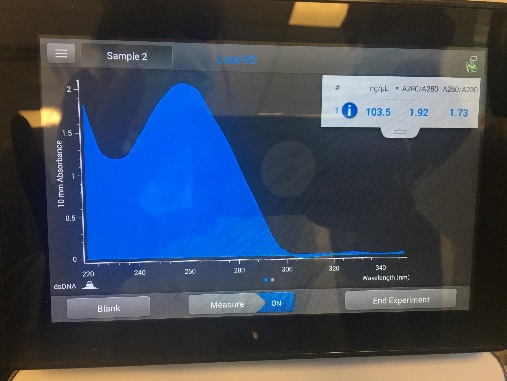 Sample 2
# ng/µL A260/A280 A260/A230
1 103.5 1.92 1.73
10 mm Absorbance
2
1.5
1
0.5
0
220 240 260 280 300 320 340
Wavelength (nm)
dsDNA
Blank Measure ON End Experiment